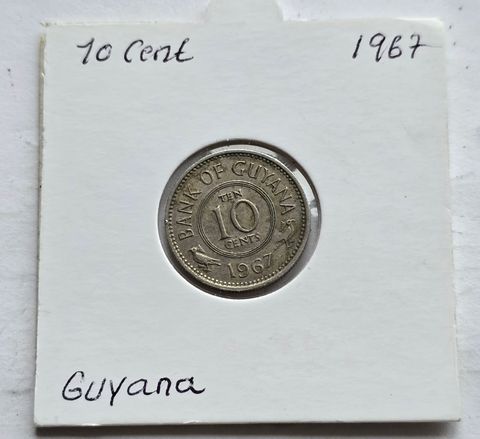 10 Cent 1967
BANK OF GUYANA
TEN
10
CENTS
1967
Guyana